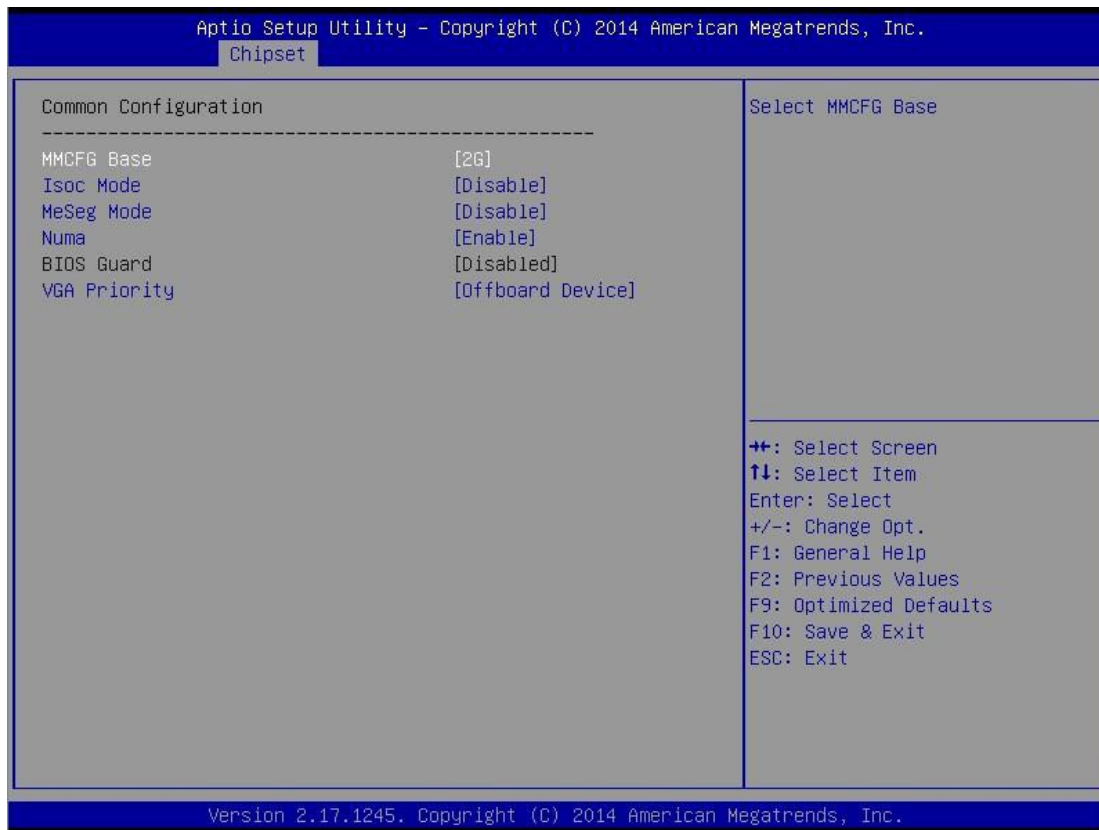 Aptio Setup Utility – Copyright (C) 2014 American Megatrends, Inc.
Chipset
Common Configuration
MMCFG Base [2G]
Isoc Mode [Disable]
MeSeg Mode [Disable]
Numa [Enable]
BIOS Guard [Disabled]
VGA Priority [Offboard Device]
Select MMCFG Base
→←: Select Screen
↑↓: Select Item
Enter: Select
+/-: Change Opt.
F1: General Help
F2: Previous Values
F9: Optimized Defaults
F10: Save & Exit
ESC: Exit
Version 2.17.1245. Copyright (C) 2014 American Megatrends, Inc.